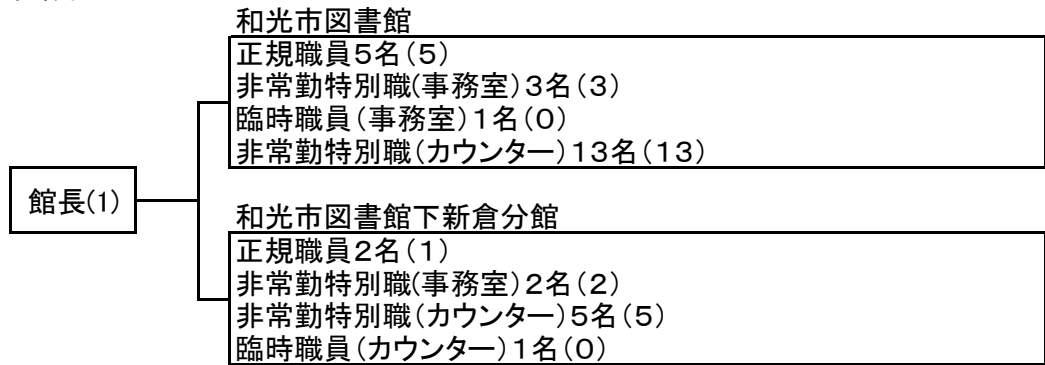 和光市図書館
正規職員5名（5）
非常勤特別職(事務室)3名（3）
臨時職員（事務室）1名（0）
非常勤特別職（カウンター）13名（13）
館長(1)
和光市図書館下新倉分館
正規職員2名（1）
非常勤特別職(事務室)2名（2）
非常勤特別職（カウンター）5名（5）
臨時職員（カウンター）1名（0）